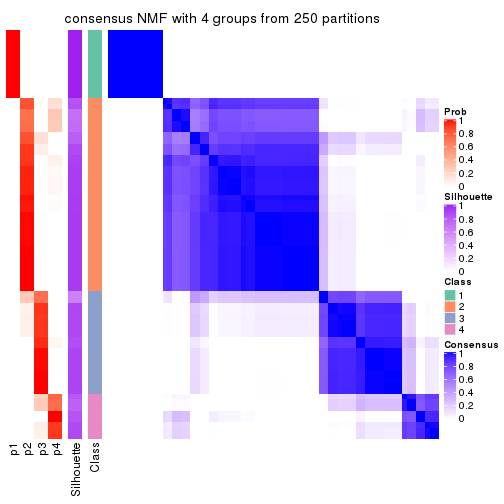 consensus NMF with 4 groups from 250 partitions
Prob
1
0.8
0.6
0.4
0.2
0
Silhouette
1
0.8
0.6
0.4
0.2
0
Class
1
2
3
4
Consensus
1
0.8
0.6
0.4
0.2
0
p1
p2
p3
p4
Silhouette
Class